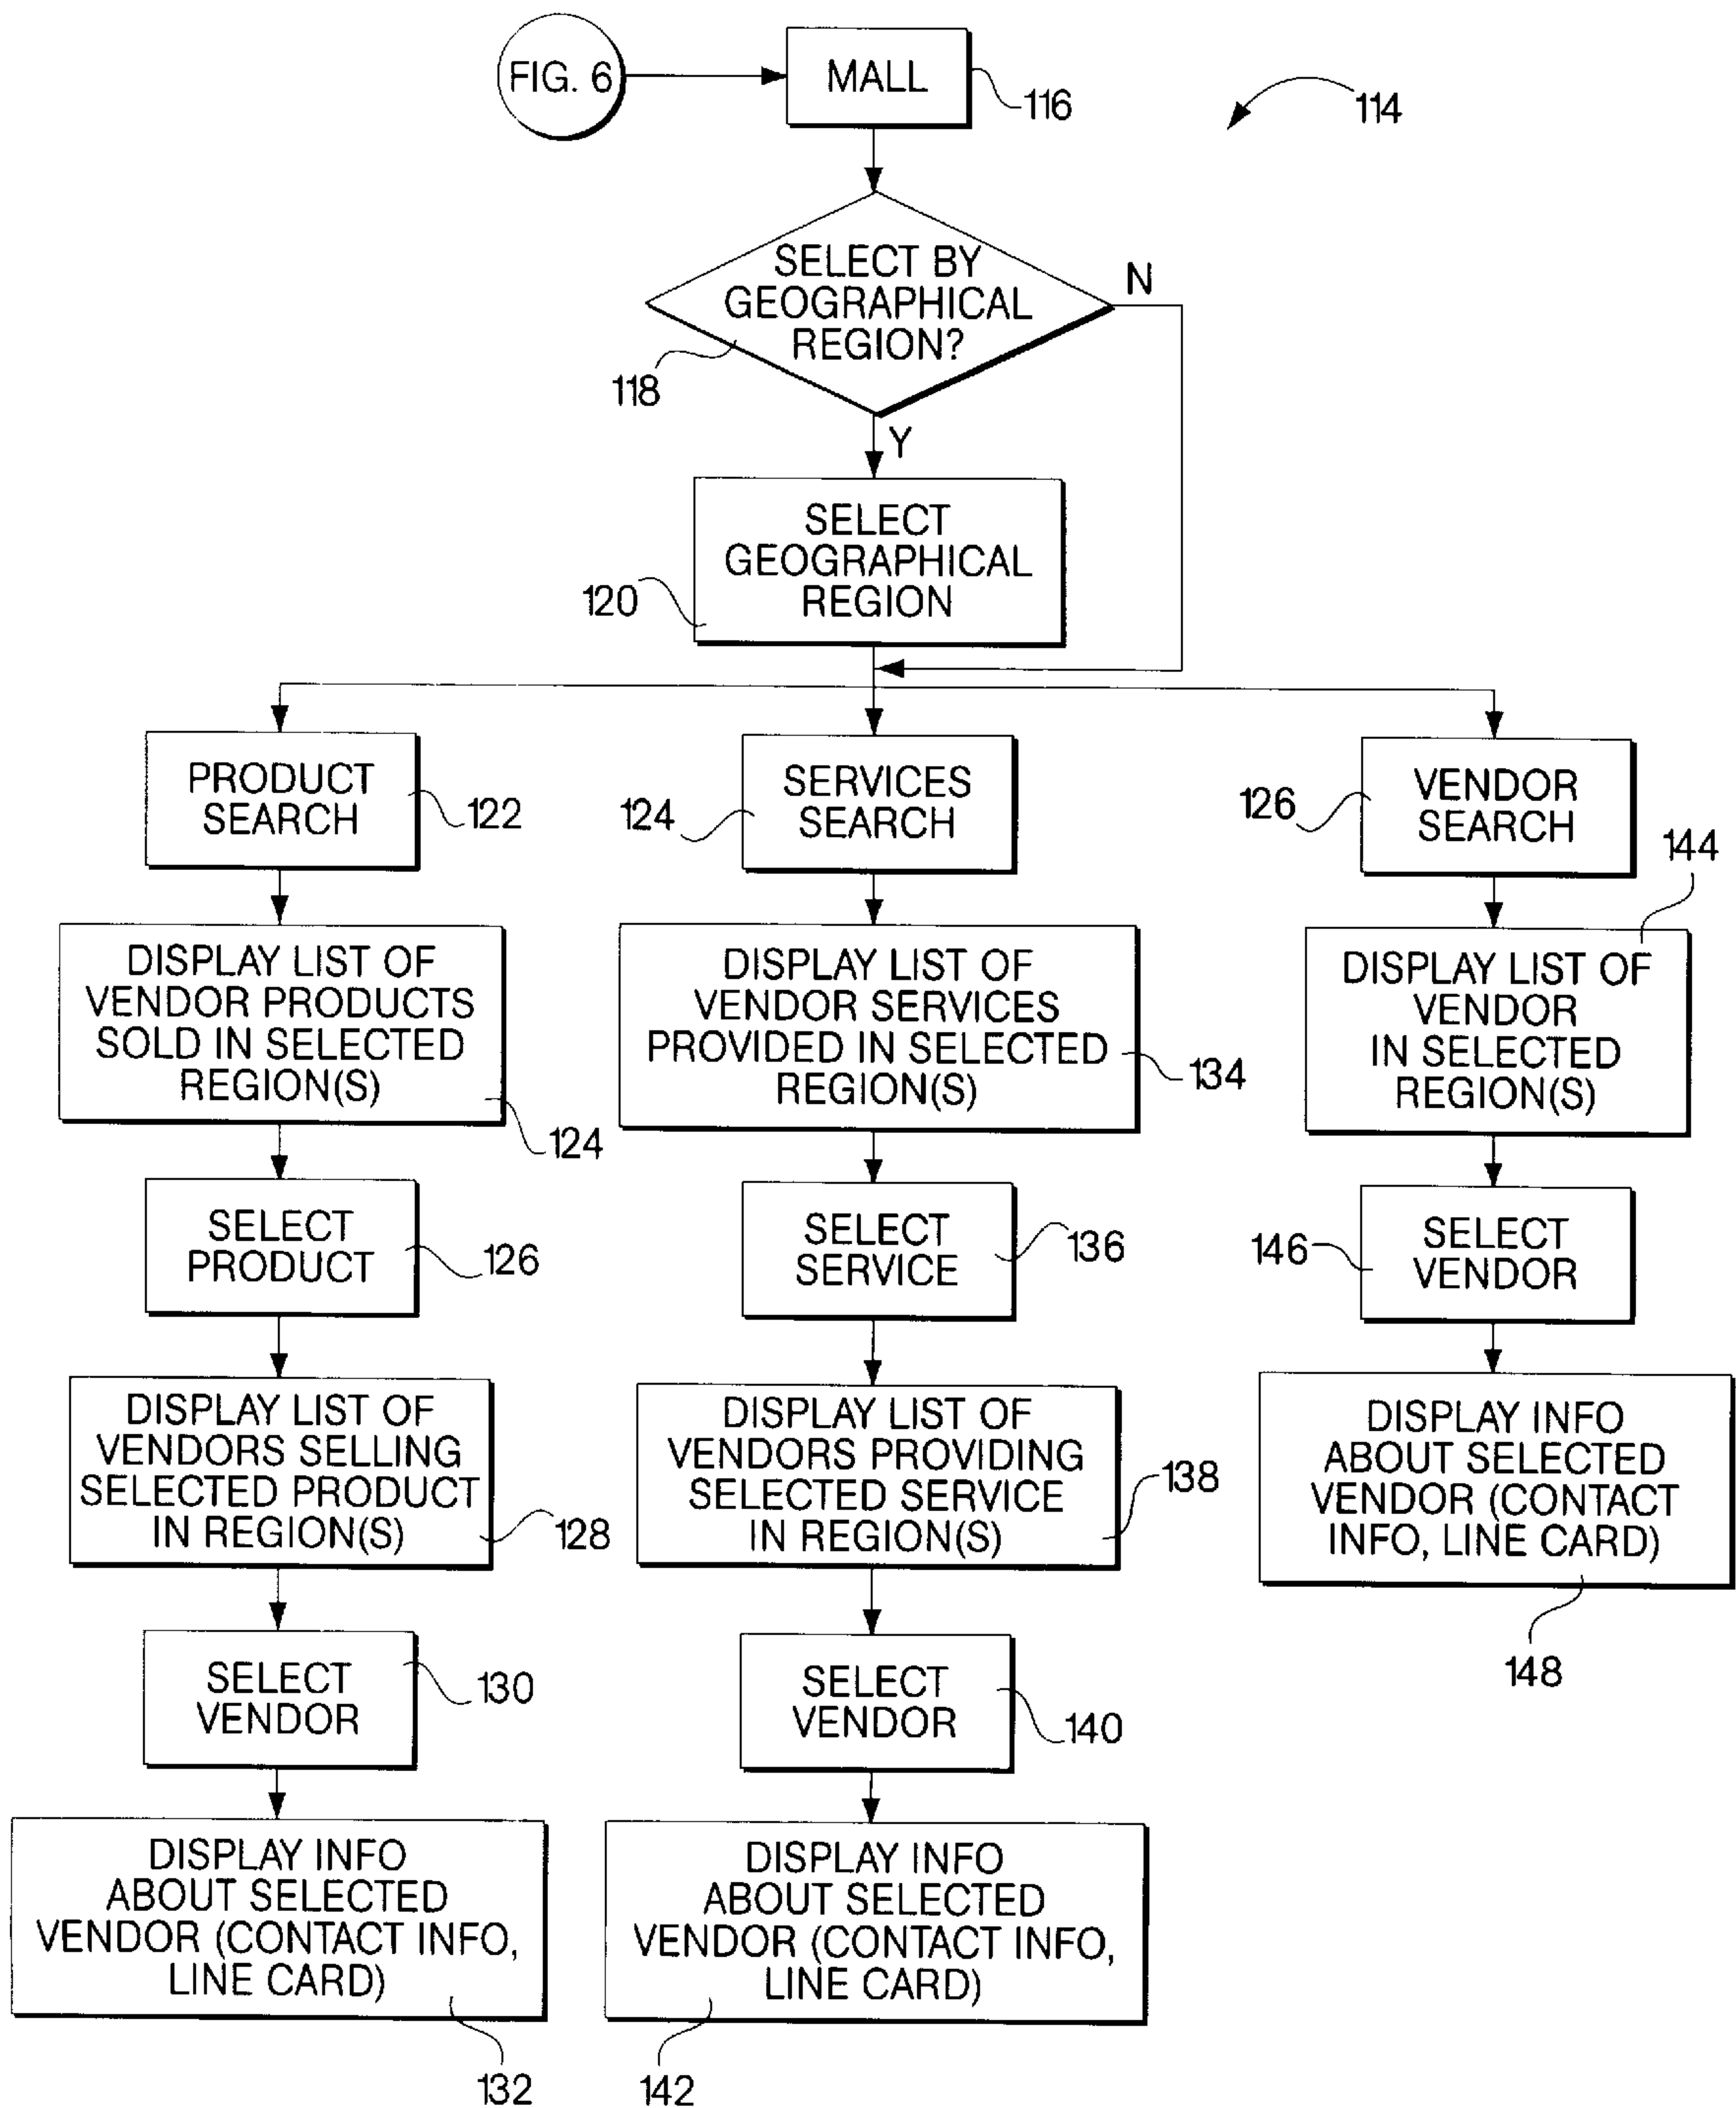 FIG. 6
MALL
116
114
SELECT BY
GEOGRAPHICAL
REGION?
N
118
Y
SELECT
GEOGRAPHICAL
REGION
120
PRODUCT
SEARCH
122
SERVICES
SEARCH
124
VENDOR
SEARCH
126
144
DISPLAY LIST OF
VENDOR PRODUCTS
SOLD IN SELECTED
REGION(S)
124
DISPLAY LIST OF
VENDOR SERVICES
PROVIDED IN SELECTED
REGION(S)
134
DISPLAY LIST OF
VENDOR
IN SELECTED
REGION(S)
SELECT
PRODUCT
126
SELECT
SERVICE
136
SELECT
VENDOR
146
DISPLAY LIST OF
VENDORS SELLING
SELECTED PRODUCT
IN REGION(S)
128
DISPLAY LIST OF
VENDORS PROVIDING
SELECTED SERVICE
IN REGION(S)
138
DISPLAY INFO
ABOUT SELECTED
VENDOR (CONTACT
INFO, LINE CARD)
148
SELECT
VENDOR
130
SELECT
VENDOR
140
DISPLAY INFO
ABOUT SELECTED
VENDOR (CONTACT INFO,
LINE CARD)
132
DISPLAY INFO
ABOUT SELECTED
VENDOR (CONTACT INFO,
LINE CARD)
142